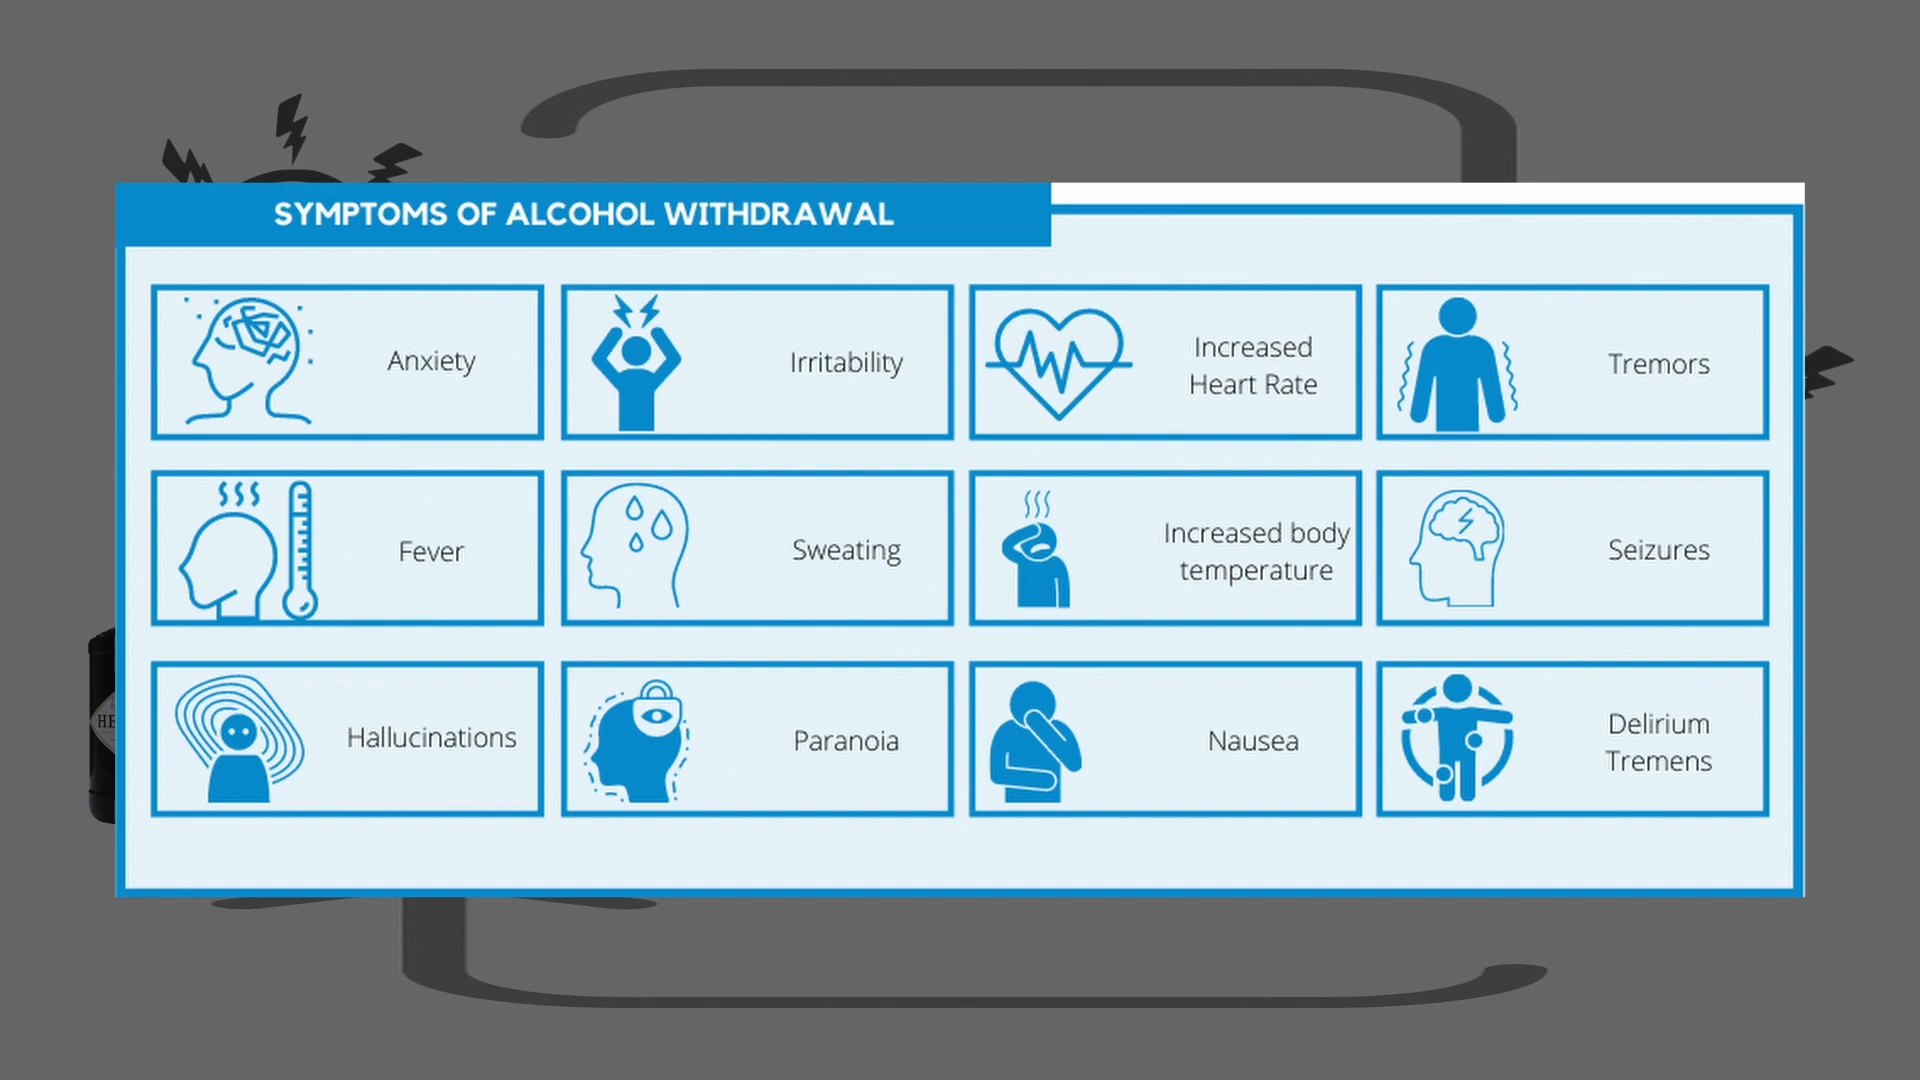 SYMPTOMS OF ALCOHOL WITHDRAWAL
Anxiety
Irritability
Increased
Heart Rate
Tremors
Fever
Sweating
Increased body
temperature
Seizures
Hallucinations
Paranoia
Nausea
Delirium
Tremens
HE